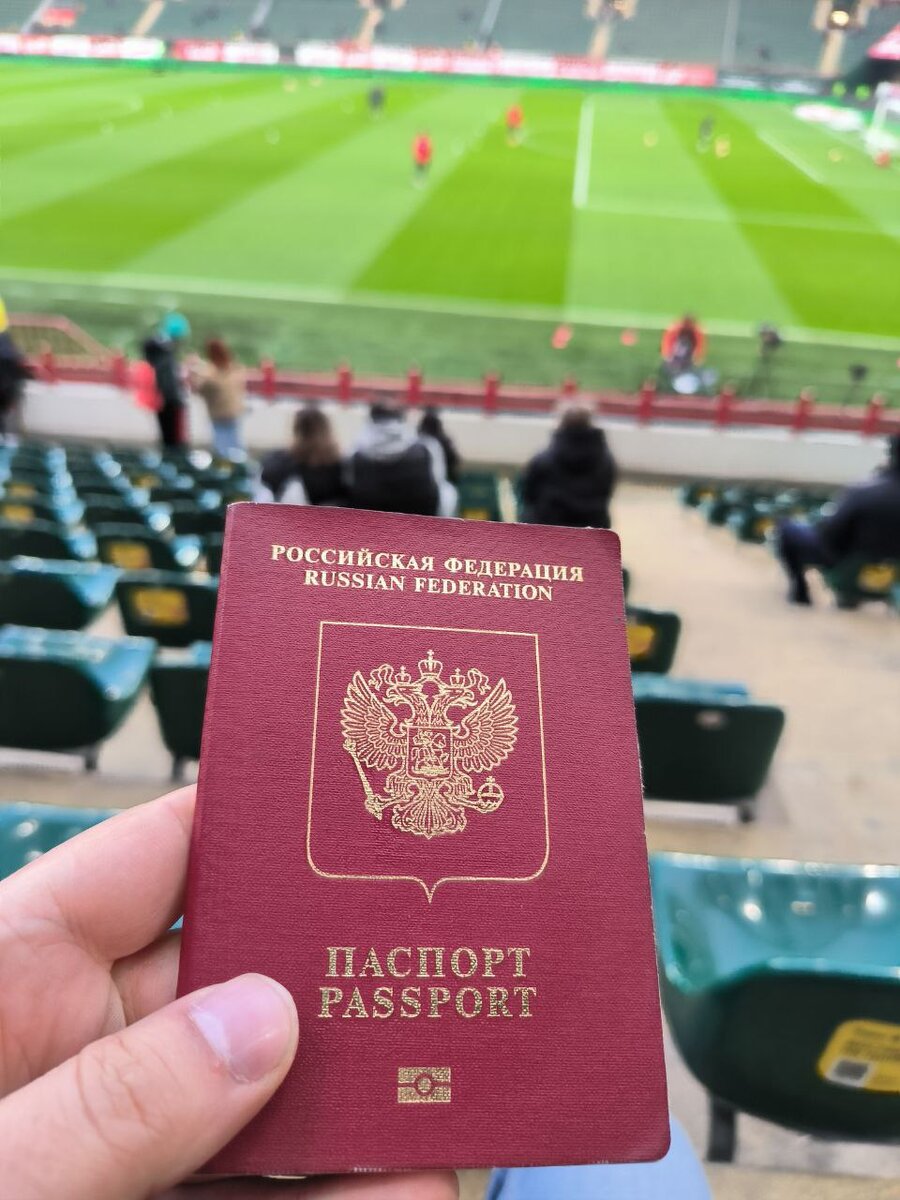 РОССИЙСКАЯ ФЕДЕРАЦИЯ
RUSSIAN FEDERATION
ПАСПОРТ
PASSPORT